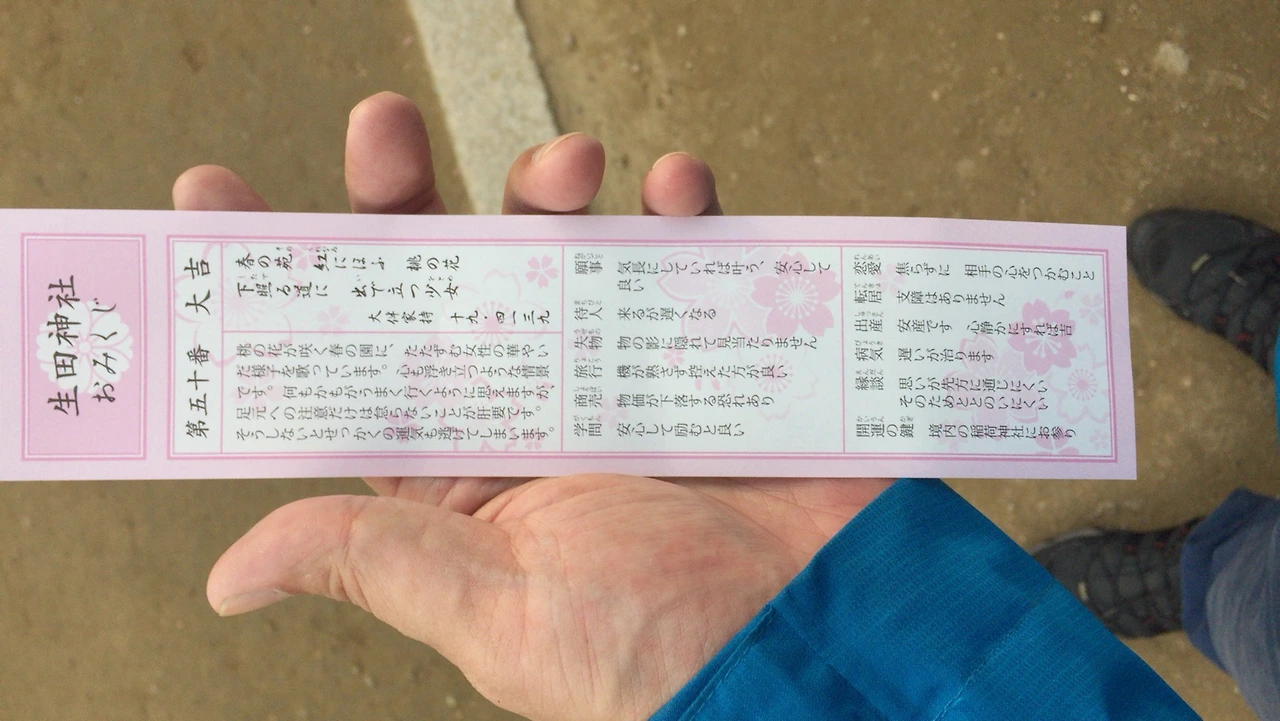 生田神社
おみくじ
第五十番 大吉
春の苑 紅にほふ 桃の花
下照る道に 出で立つ少女
大伴家持 十九・四一三九
桃の花が咲く春の園に、たたずむ女性の華やい
だ様子を歌っています。心も浮き立つような情景
です。何もかもがうまく行くように思えますが、
足元への注意だけは怠らないことが肝要です。
そうしないとせっかくの運気も逃げてしまいます。
願事 気長にしていれば叶う、安心して
良い
待人 来るが遅くなる
失物 物の影に隠れて見当たりません
旅行 機が熟さず控えた方が良い
商売 物価が下落する恐れあり
学問 安心して励むと良い
恋愛 焦らずに 相手の心をつかむこと
転居 支障はありません
出産 安産です 心静かにすれば吉
病気 遅いが治ります
縁談 思いが先方に通じにくい
そのためととのいにくい
開運の鍵 境内の稲荷神社にお参り